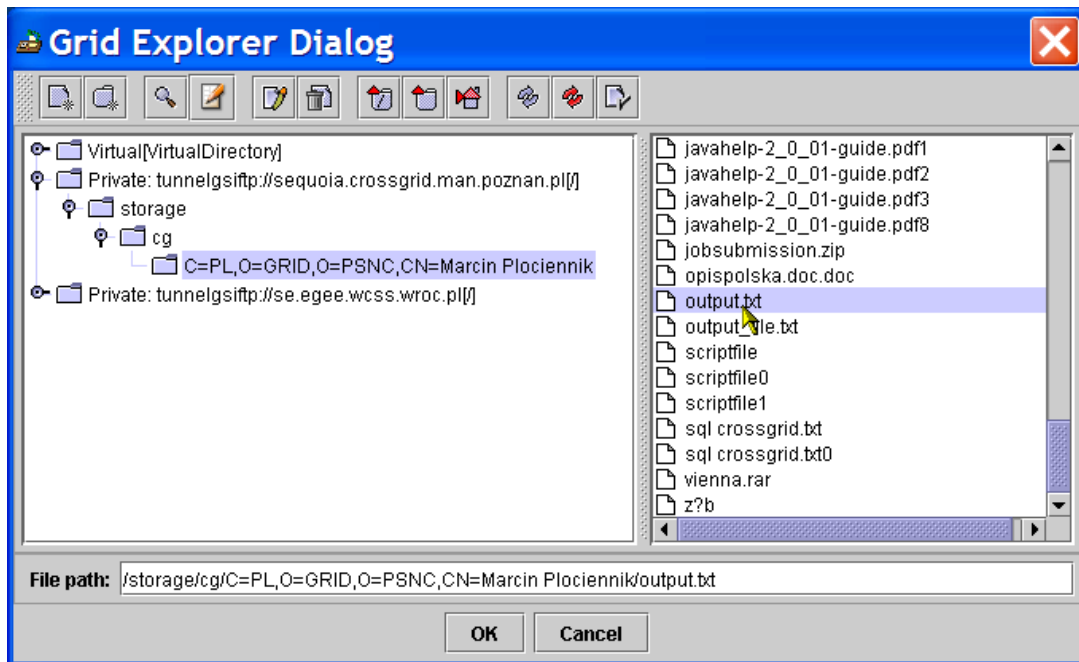 Grid Explorer Dialog
Virtual[VirtualDirectory]
Private: tunnelgsiftp://sequoia.crossgrid.man.poznan.pl[/]
storage
cg
C=PL,O=GRID,O=PSNC,CN=Marcin Plociennik
Private: tunnelgsiftp://se.egee.wcss.wroc.pl[/]
javahelp-2_0_01-guide.pdf1
javahelp-2_0_01-guide.pdf2
javahelp-2_0_01-guide.pdf3
javahelp-2_0_01-guide.pdf8
jobsubmission.zip
opispolska.doc.doc
output.txt
output_file.txt
scriptfile
scriptfile0
scriptfile1
sql crossgrid.txt
sql crossgrid.txt0
vienna.rar
z?b
File path: /storage/cg/C=PL,O=GRID,O=PSNC,CN=Marcin Plociennik/output.txt
OK Cancel